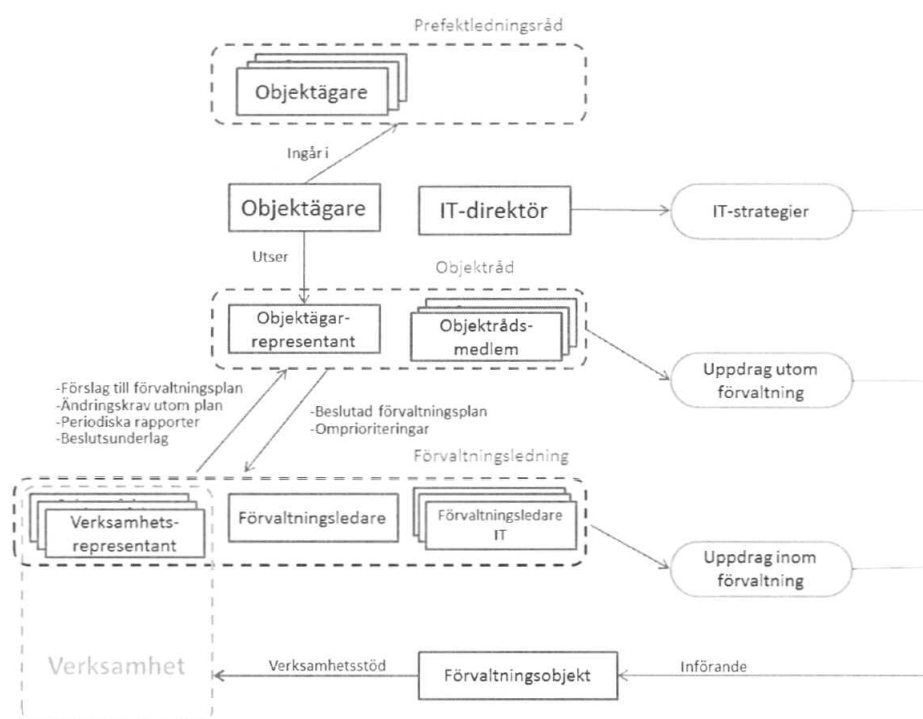 Prefektledningsråd
Objektägare
Ingår i
Objektägare
IT-direktör
IT-strategier
Utser
Objektråd
Objektägar-
representant
Objektråds-
medlem
Uppdrag utom
förvaltning
-Förslag till förvaltningsplan
-Ändringskrav utom plan
-Periodiska rapporter
-Beslutsunderlag
-Beslutad förvaltningsplan
-Omprioriteringar
Förvaltningsledning
Verksamhets-
representant
Förvaltningsledare
Förvaltningsledare
IT
Uppdrag inom
förvaltning
Verksamhet
Verksamhetsstöd
Förvaltningsobjekt
Införande